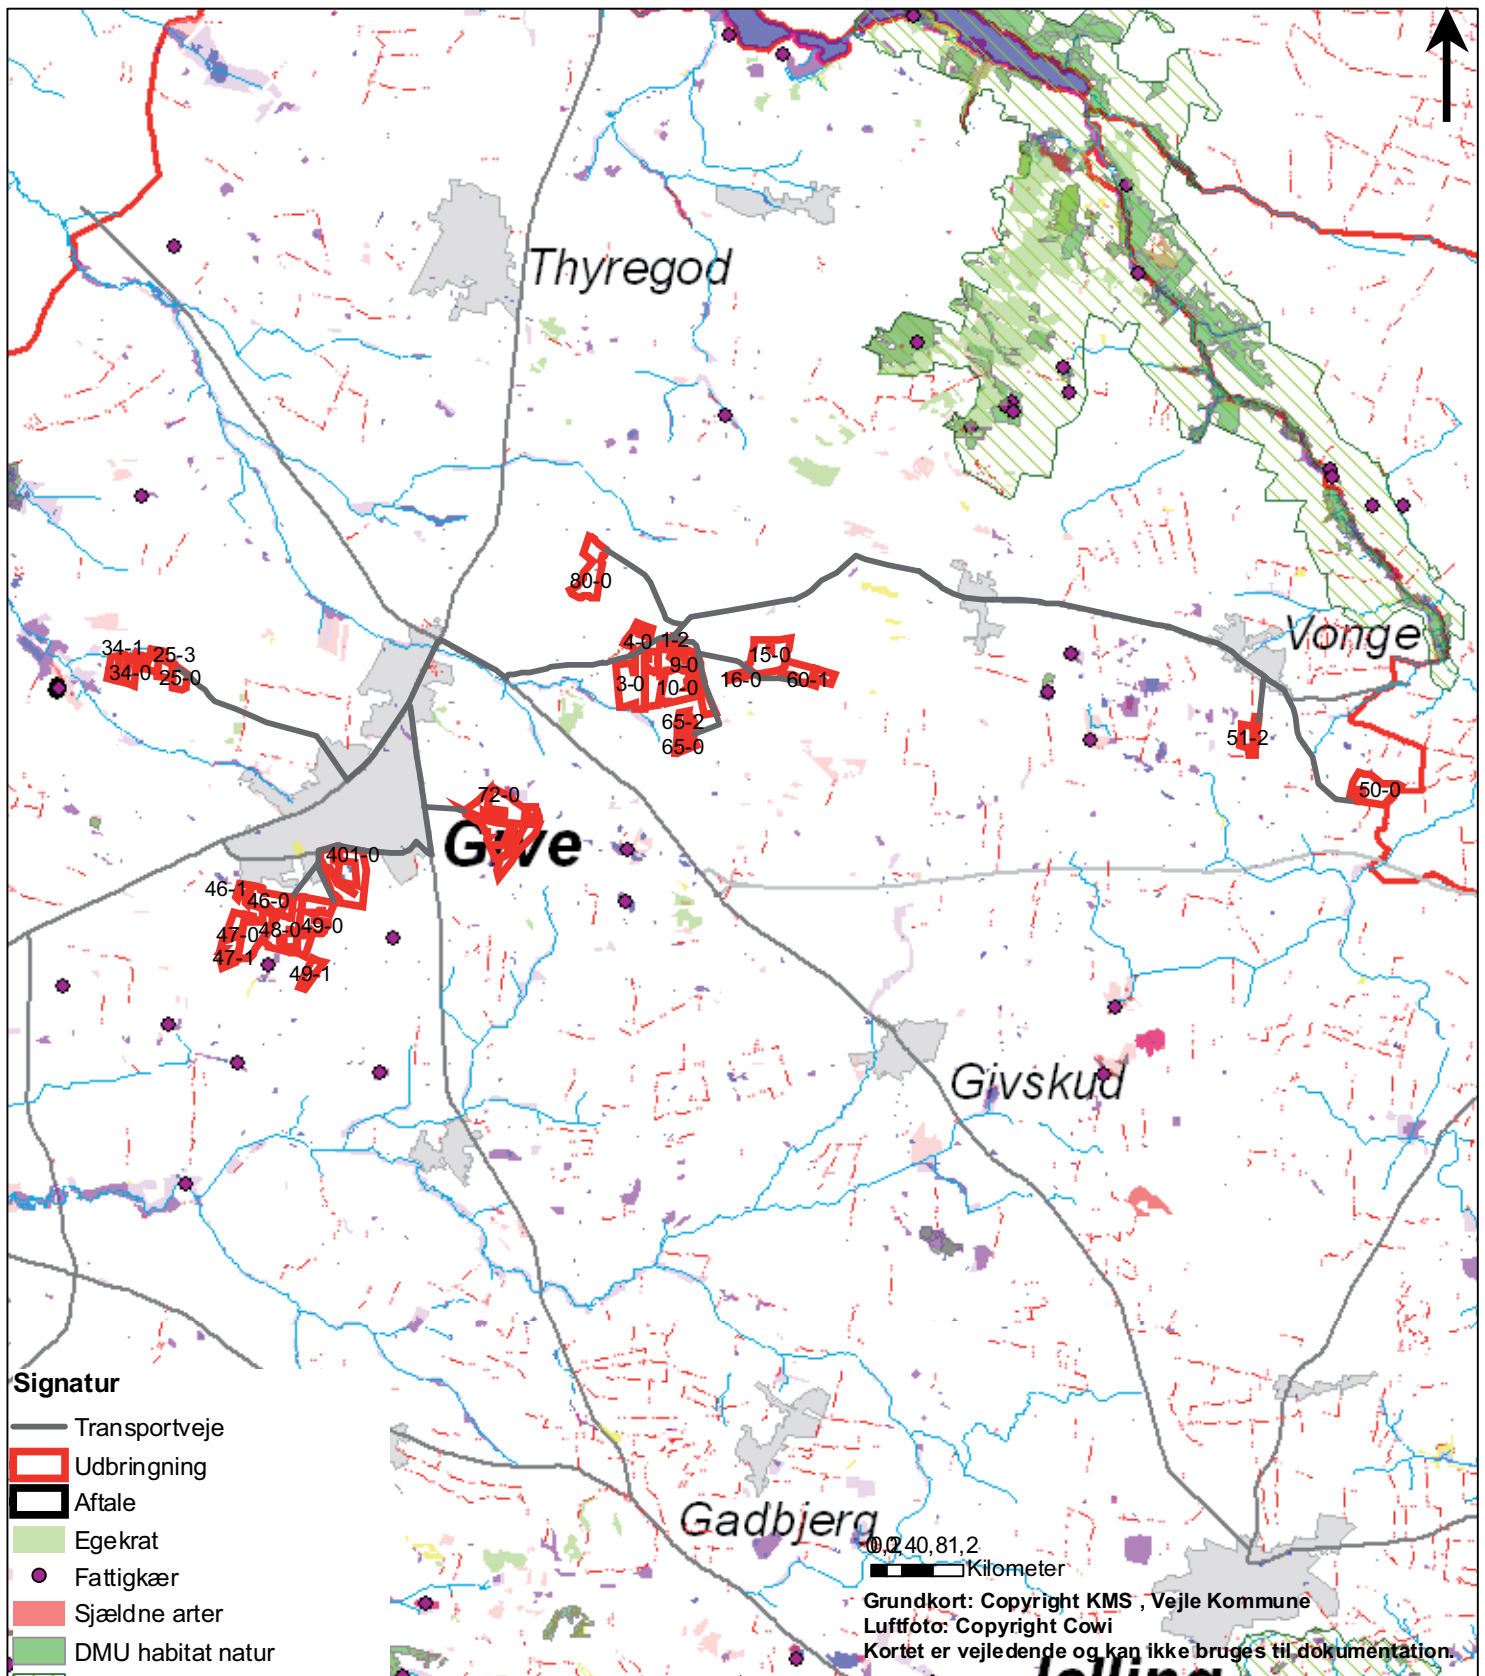 Thyregod
80-0
Vonge
4-0 1-2
34-1 25-3
9-0
15-0
34-0 25-0
3-0
10-0
16-0
60-1
65-2
51-2
65-0
50-0
72-0
Give
401-0
46-1
46-0
49-0
47-0
48-0
47-1
49-1
Givskud
Signatur
Transportveje
Udbringning
Aftale
Egekrat
Fattigkær
Sjældne arter
DMU habitat natur
Gadbjerg
Kilometer
Grundkort: Copyright KMS , Vejle Kommune
Luftfoto: Copyright Cowi
Kortet er vejledende og kan ikke bruges til dokumentation.
Jelling